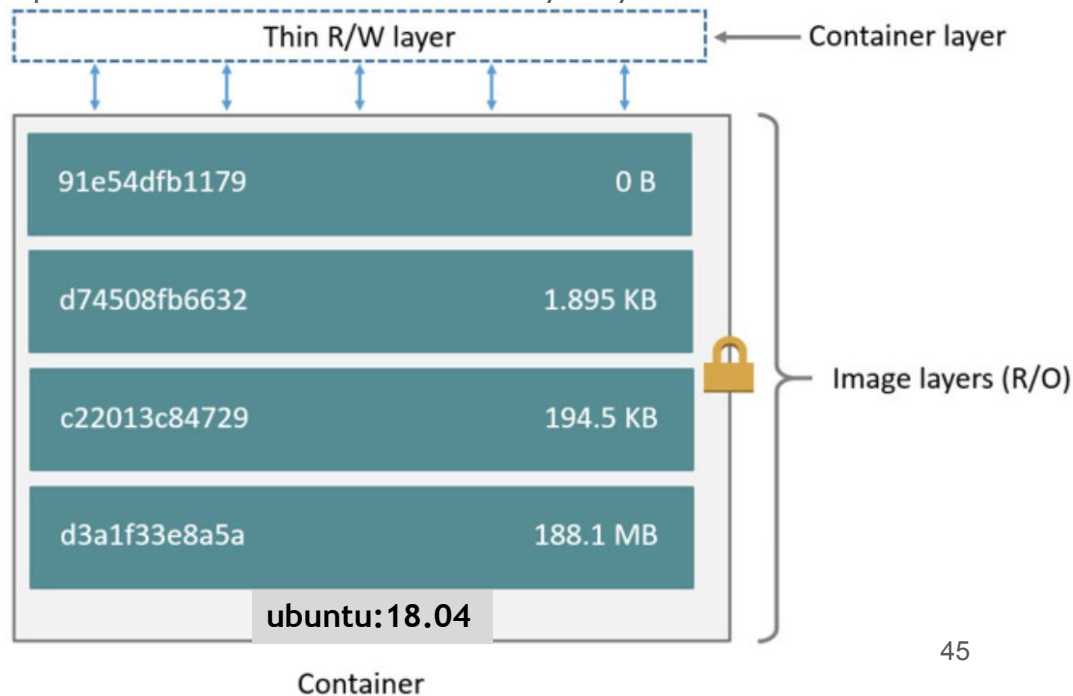 Thin R/W layer
Container layer
91e54dfb1179 0 B
d74508fb6632 1.895 KB
c22013c84729 194.5 KB
Image layers (R/O)
d3a1f33e8a5a 188.1 MB
ubuntu:18.04
45
Container